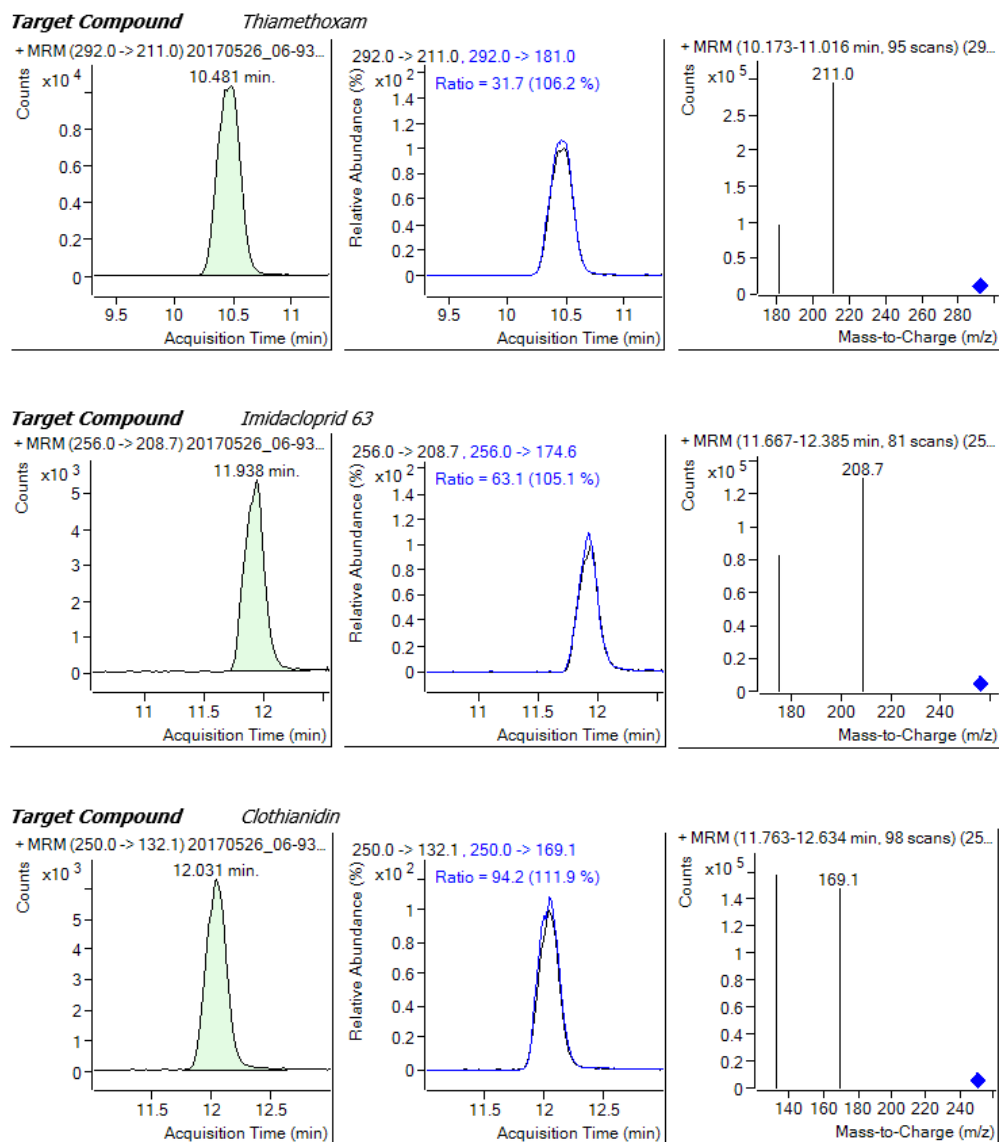 Target Compound Thiamethoxam
+ MRM (292.0 -> 211.0) 20170526_06-93...
Counts
x10 4
10.481 min.
0.8
0.6
0.4
0.2
0
9.5 10 10.5 11
Acquisition Time (min)
292.0 -> 211.0, 292.0 -> 181.0
Relative Abundance (%)
x10 2
Ratio = 31.7 (106.2 %)
1.4
1.2
1
0.8
0.6
0.4
0.2
0
9.5 10 10.5 11
Acquisition Time (min)
+ MRM (10.173-11.016 min, 95 scans) (29...
Counts
x10 5
211.0
2.5
2
1.5
1
0.5
0
180 200 220 240 260 280
Mass-to-Charge (m/z)
Target Compound Imidacloprid 63
+ MRM (256.0 -> 208.7) 20170526_06-93...
Counts
x10 3
11.938 min.
5
4
3
2
1
0
11 11.5 12
Acquisition Time (min)
256.0 -> 208.7 , 256.0 -> 174.6
Relative Abundance (%)
x10 2
Ratio = 63.1 (105.1 %)
1.4
1.2
1
0.8
0.6
0.4
0.2
0
11 11.5 12
Acquisition Time (min)
+ MRM (11.667-12.385 min, 81 scans) (25...
Counts
x10 5
208.7
1.2
1
0.8
0.6
0.4
0.2
0
180 200 220 240
Mass-to-Charge (m/z)
Target Compound Clothianidin
+ MRM (250.0 -> 132.1) 20170526_06-93...
Counts
x10 3
12.031 min.
5
4
3
2
1
0
11.5 12 12.5
Acquisition Time (min)
250.0 -> 132.1 , 250.0 -> 169.1
Relative Abundance (%)
x10 2
Ratio = 94.2 (111.9 %)
1.4
1.2
1
0.8
0.6
0.4
0.2
0
11.5 12 12.5
Acquisition Time (min)
+ MRM (11.763-12.634 min, 98 scans) (25...
Counts
x10 5
169.1
1.4
1.2
1
0.8
0.6
0.4
0.2
0
140 160 180 200 220 240
Mass-to-Charge (m/z)